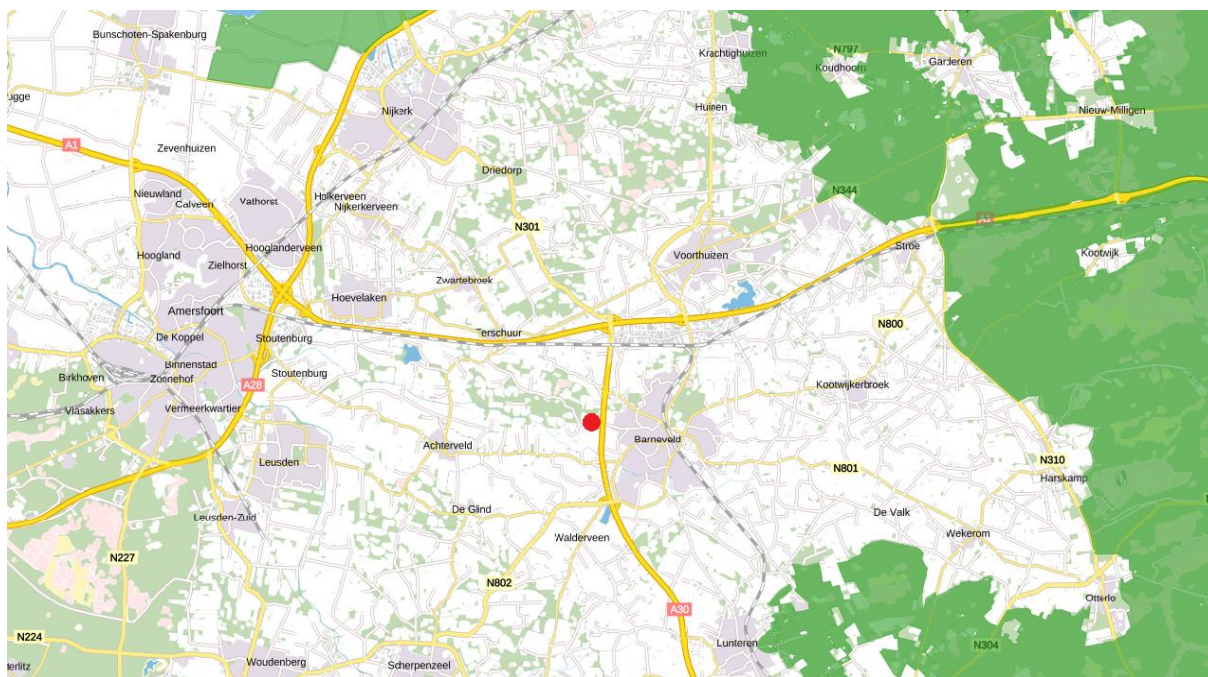 Bunschoten-Spakenburg
Krachtighuizen
N797
Koudhoorn
Garderen
ugge
Nijkerk
Huinen
Nieuw-Milligen
A1
Zevenhuizen
Driedorp
Nieuwland
Calveen
Vathorst
Holkerveen
Nijkerkerveen
N344
N301
A1
Hooglanderveen
Hoogland
Zielhorst
Voorthuizen
Stroe
Kootwijk
Zwartebroek
Hoevelaken
Amersfoort
De Koppel
Stoutenburg
Terschuur
N800
Binnenstad
Birkhoven
Zonnehof
Stoutenburg
A28
Kootwijkerbroek
Vlasakkers
Vermeerkwartier
Achterveld
Barneveld
Leusden
N801
N310
Harskamp
Leusden-Zuid
De Glind
De Valk
Walderveen
Wekerom
N227
N802
A30
Otterlo
N224
Lunteren
N304
terlitz
Woudenberg
Scherpenzeel